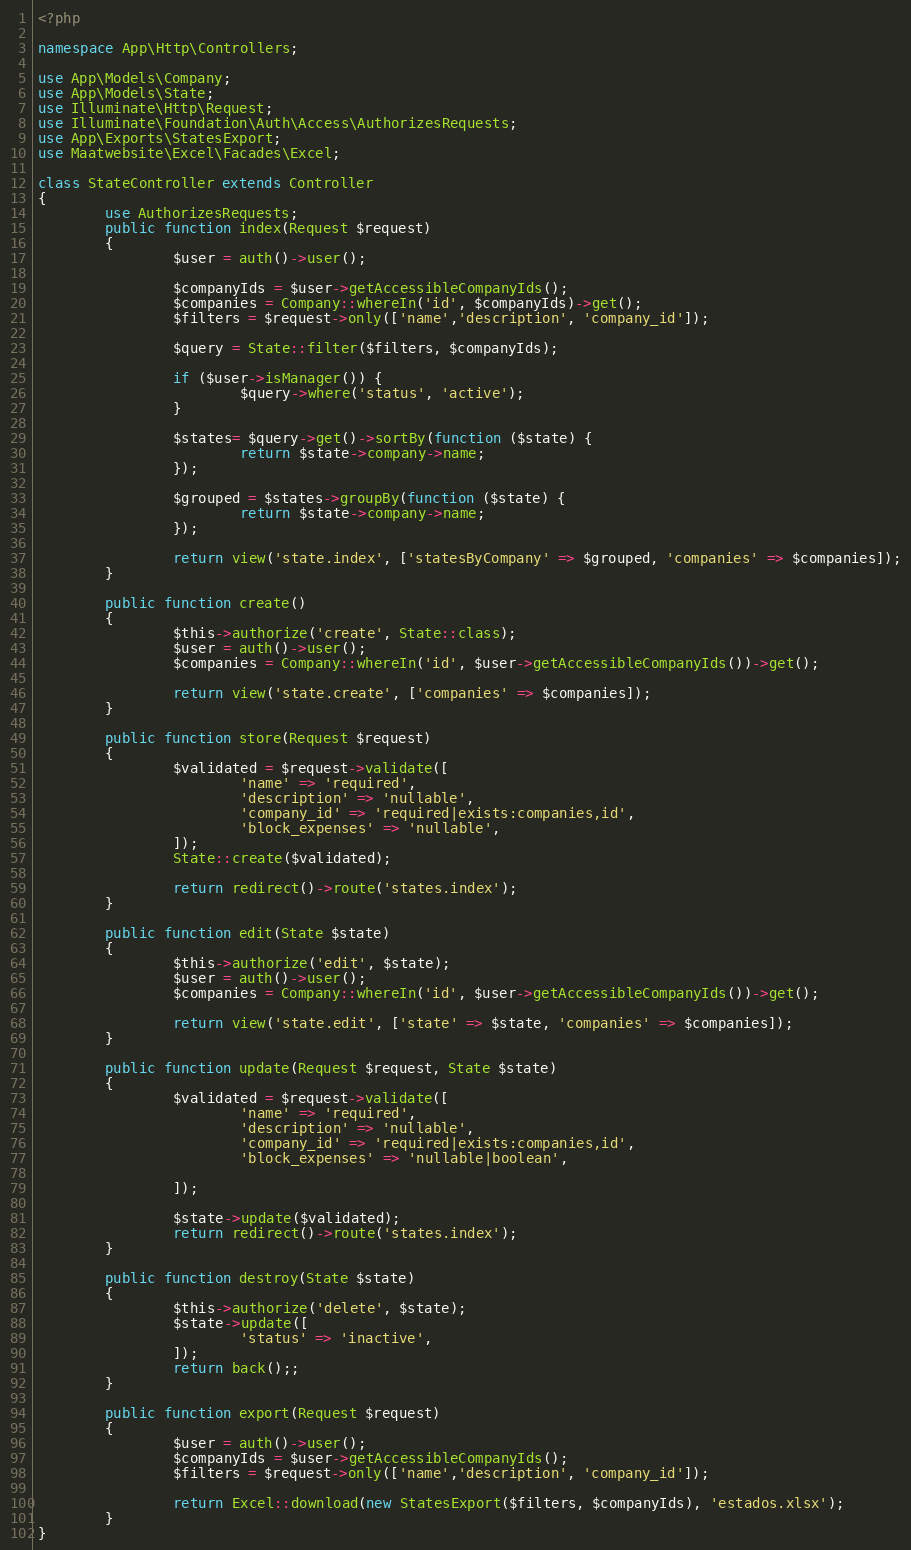 1 <?php
2
3 namespace App\Http\Controllers;
4
5 use App\Models\Company;
6 use App\Models\State;
7 use Illuminate\Http\Request;
8 use Illuminate\Foundation\Auth\Access\AuthorizesRequests;
9 use App\Exports\StatesExport;
10 use Maatwebsite\Excel\Facades\Excel;
11
12 class StateController extends Controller
13 {
14         use AuthorizesRequests;
15         public function index(Request $request)
16         {
17                 $user = auth()->user();
18
19                 $companyIds = $user->getAccessibleCompanyIds();
20                 $companies = Company::whereIn('id', $companyIds)->get();
21                 $filters = $request->only(['name','description', 'company_id']);
22
23                 $query = State::filter($filters, $companyIds);
24
25                 if ($user->isManager()) {
26                         $query->where('status', 'active');
27                 }
28
29                 $states= $query->get()->sortBy(function ($state) {
30                         return $state->company->name;
31                 });
32
33                 $grouped = $states->groupBy(function ($state) {
34                         return $state->company->name;
35                 });
36
37                 return view('state.index', ['statesByCompany' => $grouped, 'companies' => $companies]);
38         }
39
40         public function create()
41         {
42                 $this->authorize('create', State::class);
43                 $user = auth()->user();
44                 $companies = Company::whereIn('id', $user->getAccessibleCompanyIds())->get();
45
46                 return view('state.create', ['companies' => $companies]);
47         }
48
49         public function store(Request $request)
50         {
51                 $validated = $request->validate([
52                         'name' => 'required',
53                         'description' => 'nullable',
54                         'company_id' => 'required|exists:companies,id',
55                         'block_expenses' => 'nullable',
56                 ]);
57                 State::create($validated);
58
59                 return redirect()->route('states.index');
60         }
61
62         public function edit(State $state)
63         {
64                 $this->authorize('edit', $state);
65                 $user = auth()->user();
66                 $companies = Company::whereIn('id', $user->getAccessibleCompanyIds())->get();
67
68                 return view('state.edit', ['state' => $state, 'companies' => $companies]);
69         }
70
71         public function update(Request $request, State $state)
72         {
73                 $validated = $request->validate([
74                         'name' => 'required',
75                         'description' => 'nullable',
76                         'company_id' => 'required|exists:companies,id',
77                         'block_expenses' => 'nullable|boolean',
78
79                 ]);
80
81                 $state->update($validated);
82                 return redirect()->route('states.index');
83         }
84
85         public function destroy(State $state)
86         {
87                 $this->authorize('delete', $state);
88                 $state->update([
89                         'status' => 'inactive',
90                 ]);
91                 return back();;
92         }
93
94         public function export(Request $request)
95         {
96                 $user = auth()->user();
97                 $companyIds = $user->getAccessibleCompanyIds();
98                 $filters = $request->only(['name','description', 'company_id']);
99
100                 return Excel::download(new StatesExport($filters, $companyIds), 'estados.xlsx');
101         }
102 }